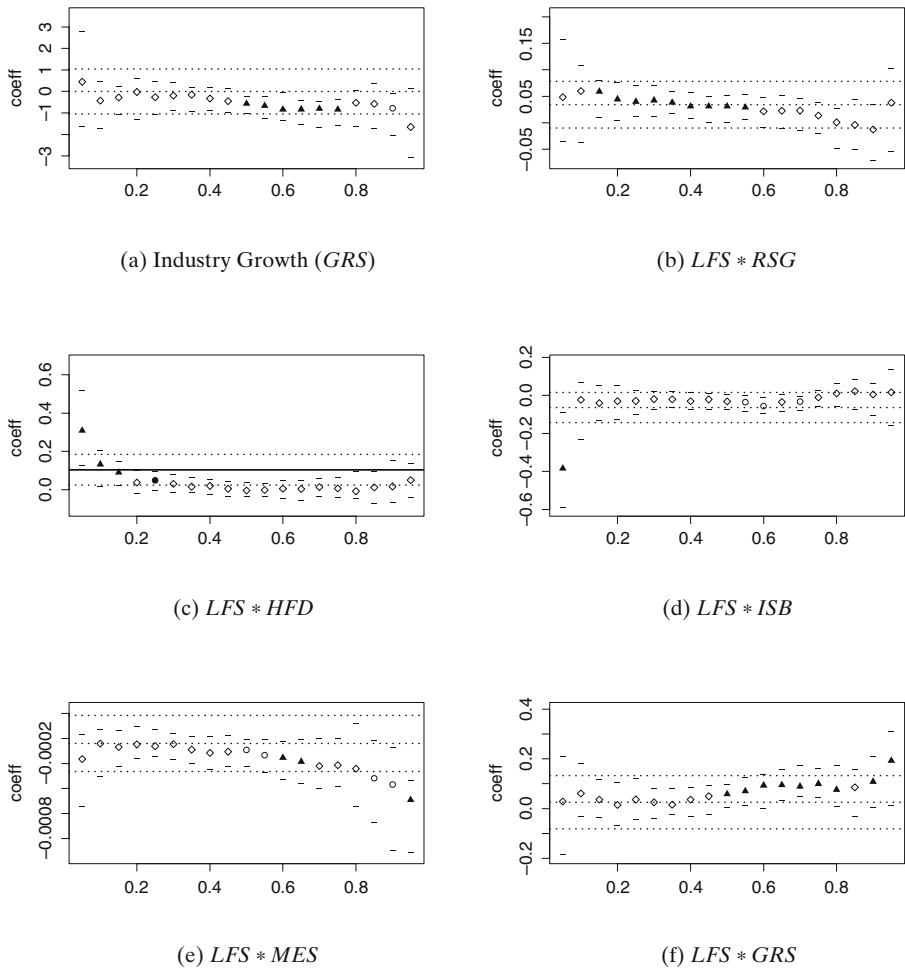 coeff
3
1
−1
−3
0.2 0.4 0.6 0.8
(a) Industry Growth (GRS)
coeff
0.05
−0.05
0.2 0.4 0.6 0.8
(b) LFS ∗ RSG
coeff
0.6
0.4
0.2
0.0
0.2 0.4 0.6 0.8
(c) LFS ∗ HFD
coeff
0.2
0.0
−0.2
−0.4
−0.6
0.2 0.4 0.6 0.8
(d) LFS ∗ ISB
coeff
−0.0002
−0.0008
0.2 0.4 0.6 0.8
(e) LFS ∗ MES
coeff
0.4
0.2
0.0
−0.2
0.2 0.4 0.6 0.8
(f) LFS ∗ GRS